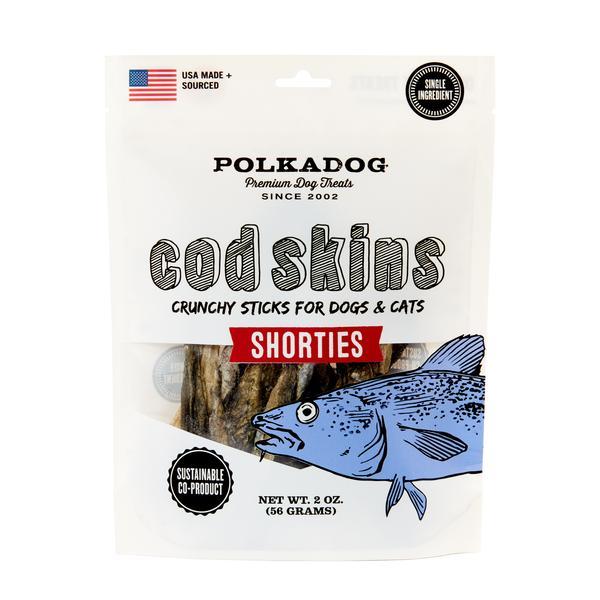 USA MADE +
SOURCED
SINGLE
INGREDIENT
POLKADOG
Premium Dog Treats
SINCE 2002
cod skins
CRUNCHY STICKS FOR DOGS & CATS
SHORTIES
SUSTAINABLE
CO-PRODUCT
NET WT. 2 OZ.
(56 GRAMS)